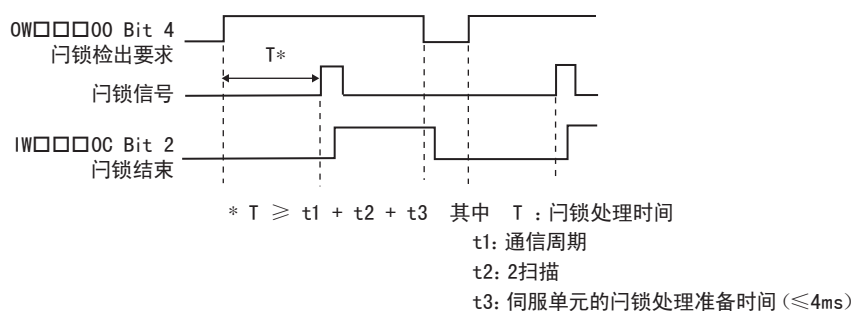 OW□□□00 Bit 4
闩锁检出要求
T*
闩锁信号
IW□□□0C Bit 2
闩锁结束
* T ≥ t1 + t2 + t3 其中 T :闩锁处理时间
t1: 通信周期
t2: 2扫描
t3: 伺服单元的闩锁处理准备时间(≤4ms)